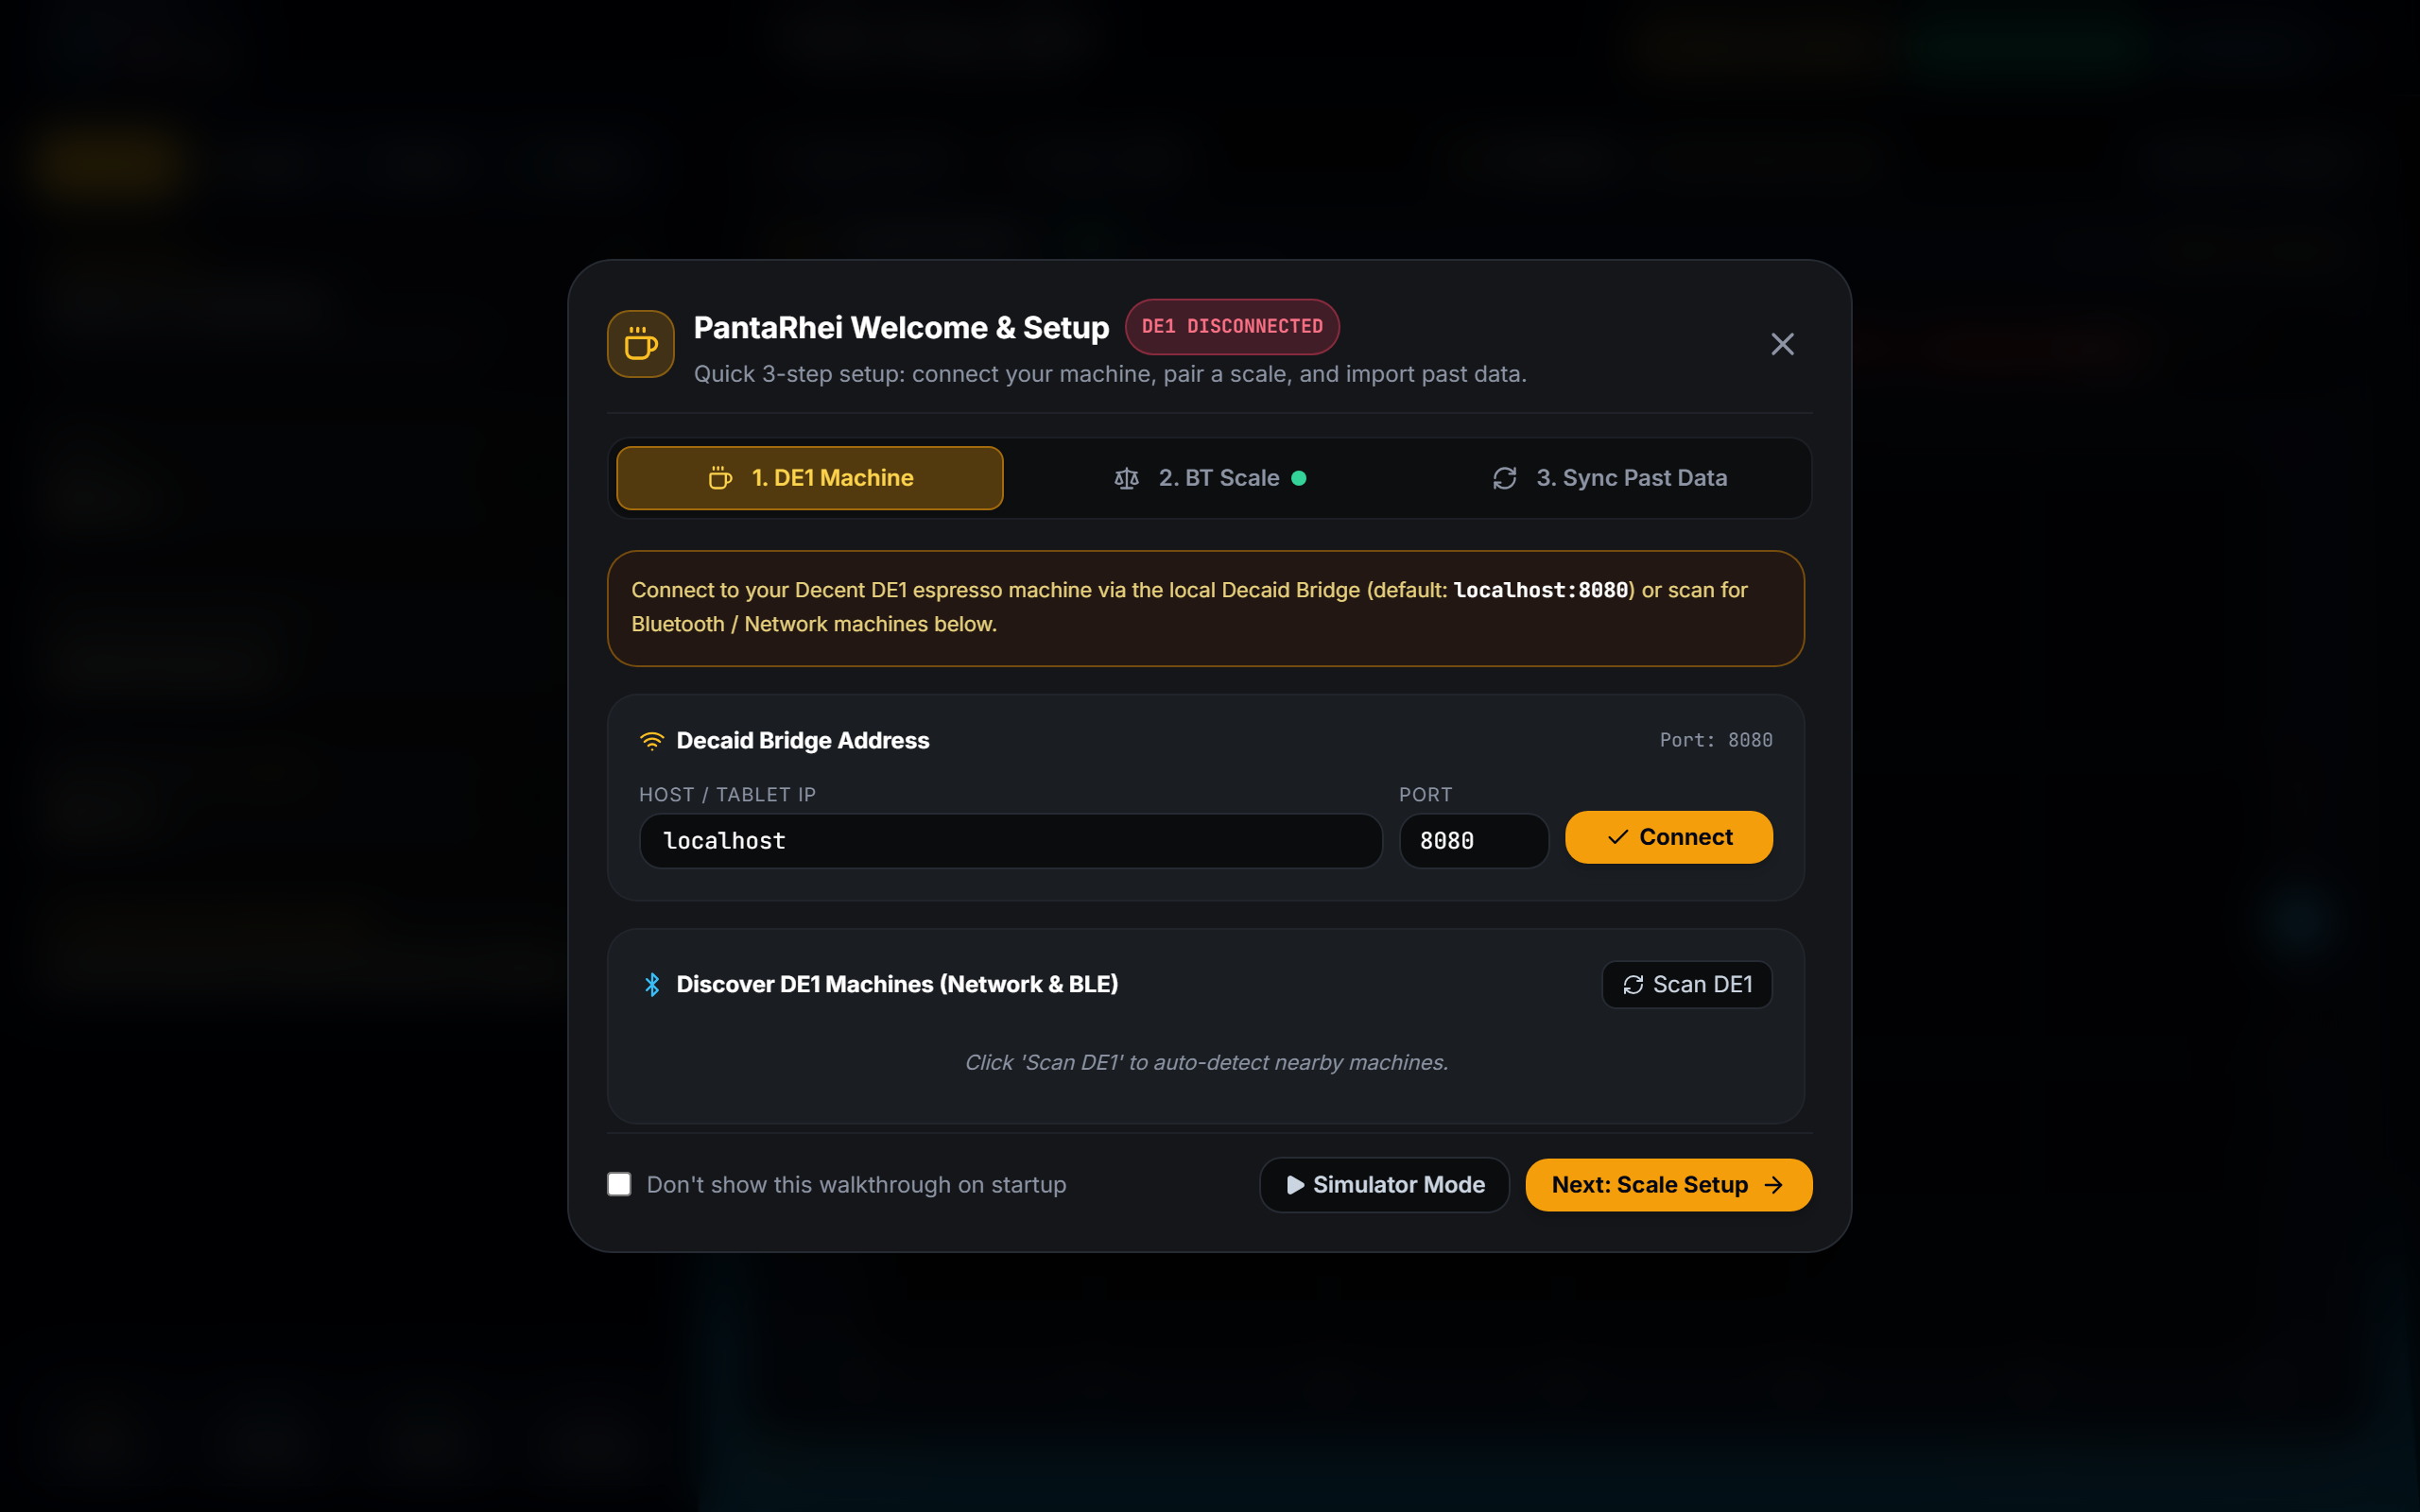 PantaRhei Welcome & Setup
DE1 DISCONNECTED
Quick 3-step setup: connect your machine, pair a scale, and import past data.
1. DE1 Machine
2. BT Scale
3. Sync Past Data
Connect to your Decent DE1 espresso machine via the local Decaid Bridge (default: localhost:8080) or scan for
Bluetooth / Network machines below.
Decaid Bridge Address
Port: 8080
HOST / TABLET IP
PORT
localhost
8080
Connect
Discover DE1 Machines (Network & BLE)
Scan DE1
Click 'Scan DE1' to auto-detect nearby machines.
Don't show this walkthrough on startup
Simulator Mode
Next: Scale Setup